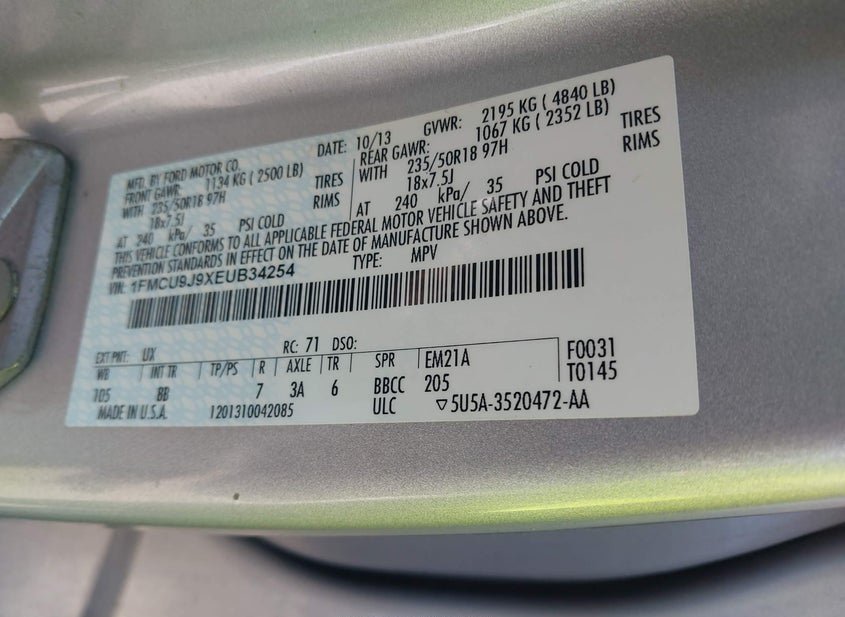 MFD. BY FORD MOTOR CO.
DATE: 10/13 GVWR: 2195 KG ( 4840 LB)
FRONT GAWR: 1134 KG ( 2500 LB) REAR GAWR: 1067 KG ( 2352 LB)
WITH 235/50R18 97H TIRES WITH 235/50R18 97H TIRES
18x7.5J RIMS 18x7.5J RIMS
AT 240 kPa/ 35 PSI COLD AT 240 kPa/ 35 PSI COLD
THIS VEHICLE CONFORMS TO ALL APPLICABLE FEDERAL MOTOR VEHICLE SAFETY AND THEFT
PREVENTION STANDARDS IN EFFECT ON THE DATE OF MANUFACTURE SHOWN ABOVE.
VIN: 1FMCU9J9XEUB34254 TYPE: MPV
EXT PNT: UX RC: 71 DSO:
WB INT TR TP/PS R AXLE TR SPR EM21A F0031
105 BB 7 3A 6 BBCC 205 T0145
MADE IN U.S.A. 1201310042085 ULC ▽5U5A-3520472-AA